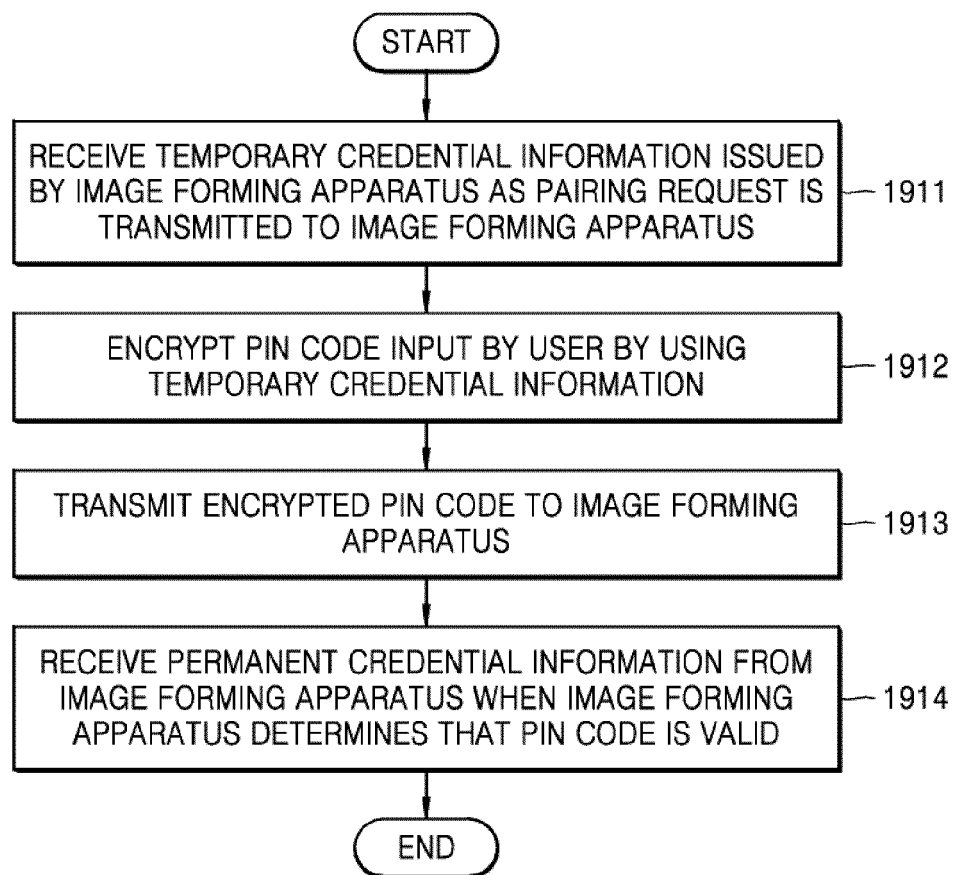 START
RECEIVE TEMPORARY CREDENTIAL INFORMATION ISSUED
BY IMAGE FORMING APPARATUS AS PAIRING REQUEST IS
TRANSMITTED TO IMAGE FORMING APPARATUS
1911
ENCRYPT PIN CODE INPUT BY USER BY USING
TEMPORARY CREDENTIAL INFORMATION
1912
TRANSMIT ENCRYPTED PIN CODE TO IMAGE FORMING
APPARATUS
1913
RECEIVE PERMANENT CREDENTIAL INFORMATION FROM
IMAGE FORMING APPARATUS WHEN IMAGE FORMING
APPARATUS DETERMINES THAT PIN CODE IS VALID
1914
END